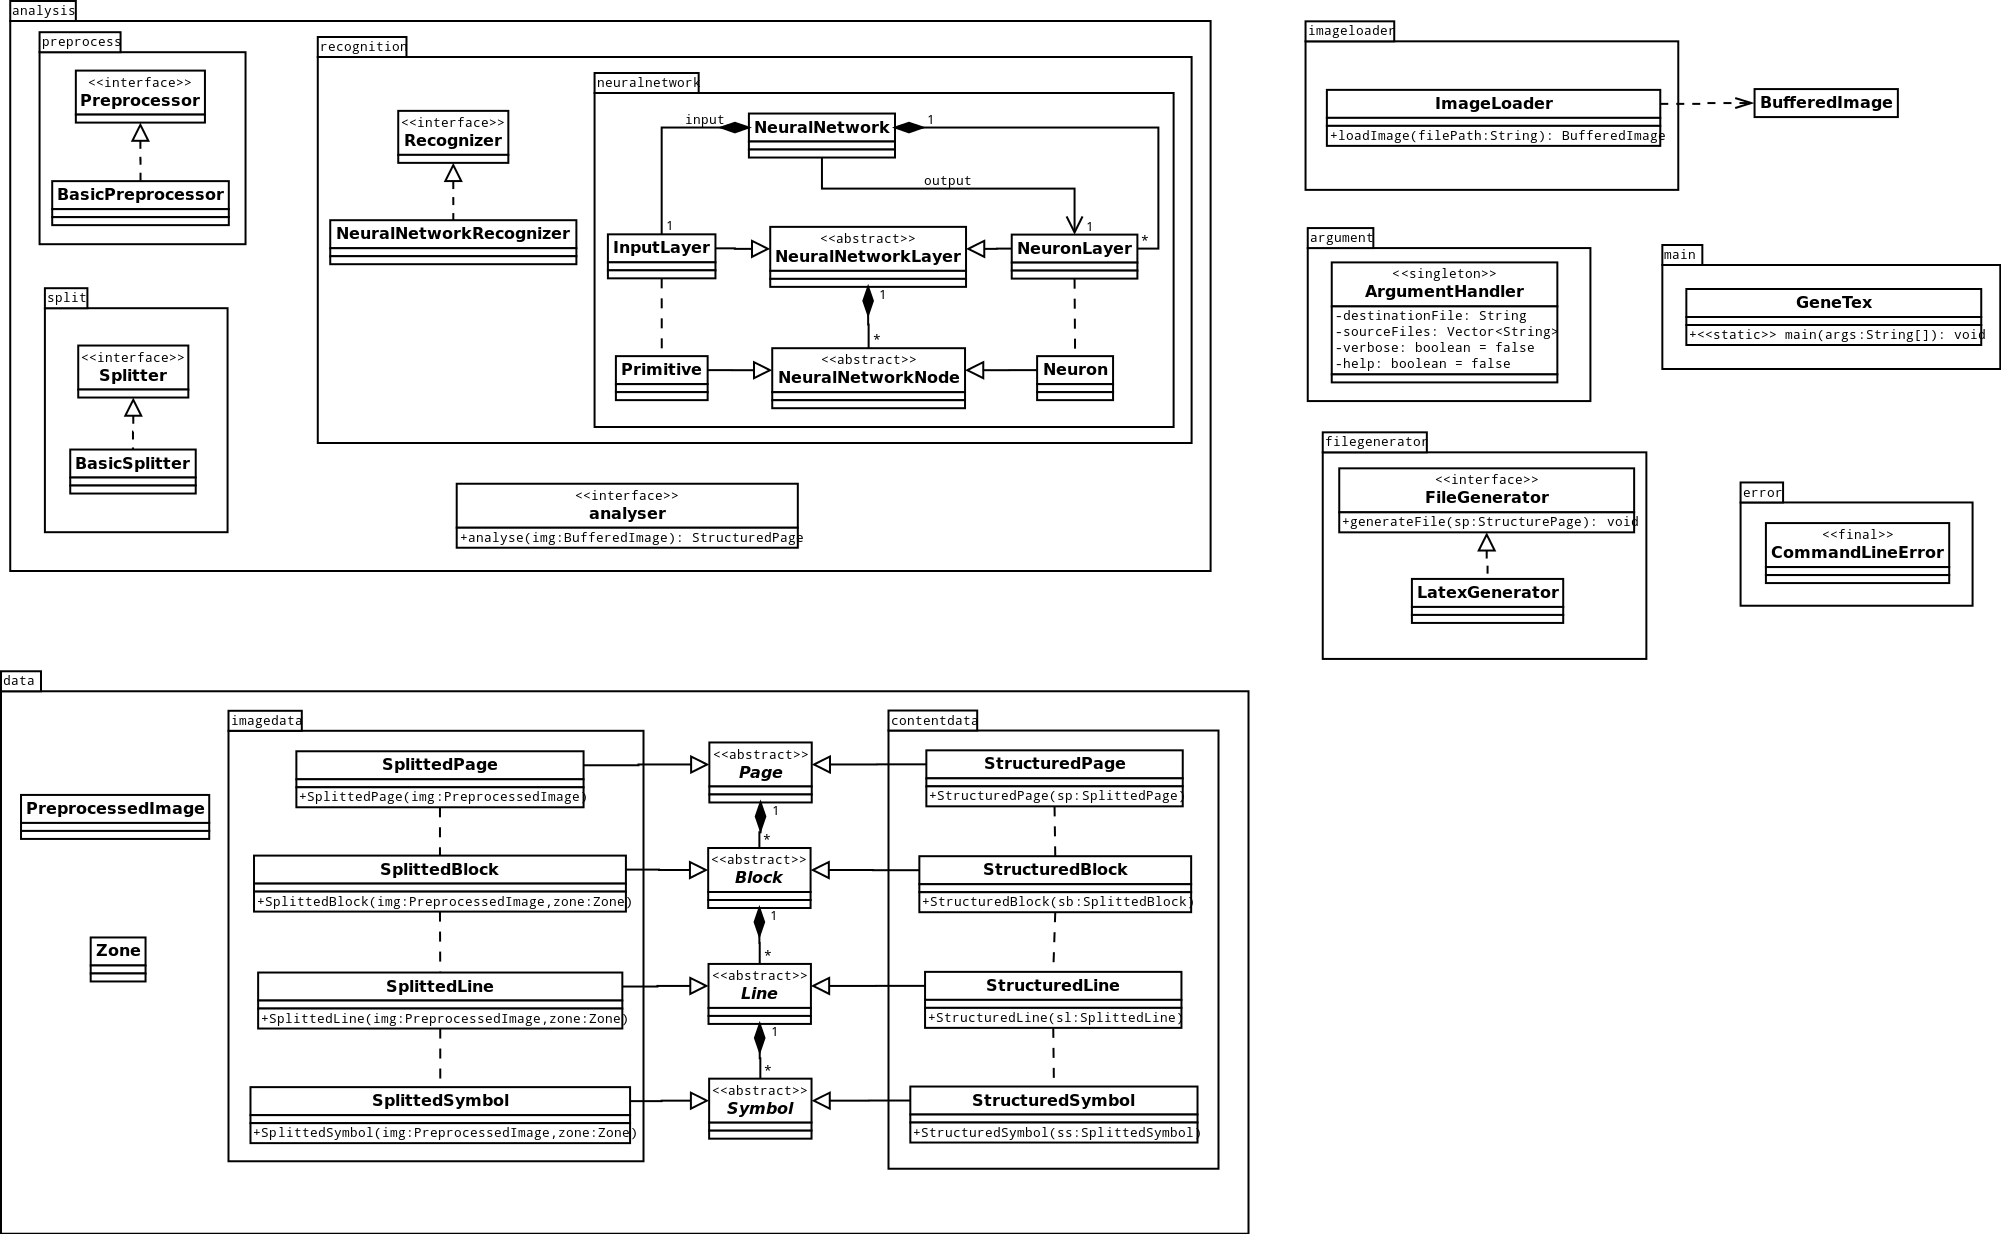 analysis
preprocess
<<interface>>
Preprocessor
BasicPreprocessor
split
<<interface>>
Splitter
BasicSplitter
recognition
<<interface>>
Recognizer
NeuralNetworkRecognizer
neuralnetwork
input
NeuralNetwork
1
output
1
1
*
InputLayer
<<abstract>>
NeuralNetworkLayer
NeuronLayer
1
*
Primitive
<<abstract>>
NeuralNetworkNode
Neuron
<<interface>>
analyser
+analyse(img:BufferedImage): StructuredPage
imageloader
ImageLoader
+loadImage(filePath:String): BufferedImage
BufferedImage
argument
<<singleton>>
ArgumentHandler
-destinationFile: String
-sourceFiles: Vector<String>
-verbose: boolean = false
-help: boolean = false
main
GeneTex
+<<static>> main(args:String[]): void
filegenerator
<<interface>>
FileGenerator
+generateFile(sp:StructurePage): void
LatexGenerator
error
<<final>>
CommandLineError
data
PreprocessedImage
Zone
imagedata
SplittedPage
+SplittedPage(img:PreprocessedImage)
SplittedBlock
+SplittedBlock(img:PreprocessedImage,zone:Zone)
SplittedLine
+SplittedLine(img:PreprocessedImage,zone:Zone)
SplittedSymbol
+SplittedSymbol(img:PreprocessedImage,zone:Zone)
<<abstract>>
Page
1
*
<<abstract>>
Block
1
*
<<abstract>>
Line
1
*
<<abstract>>
Symbol
contentdata
StructuredPage
+StructuredPage(sp:SplittedPage)
StructuredBlock
+StructuredBlock(sb:SplittedBlock)
StructuredLine
+StructuredLine(sl:SplittedLine)
StructuredSymbol
+StructuredSymbol(ss:SplittedSymbol)